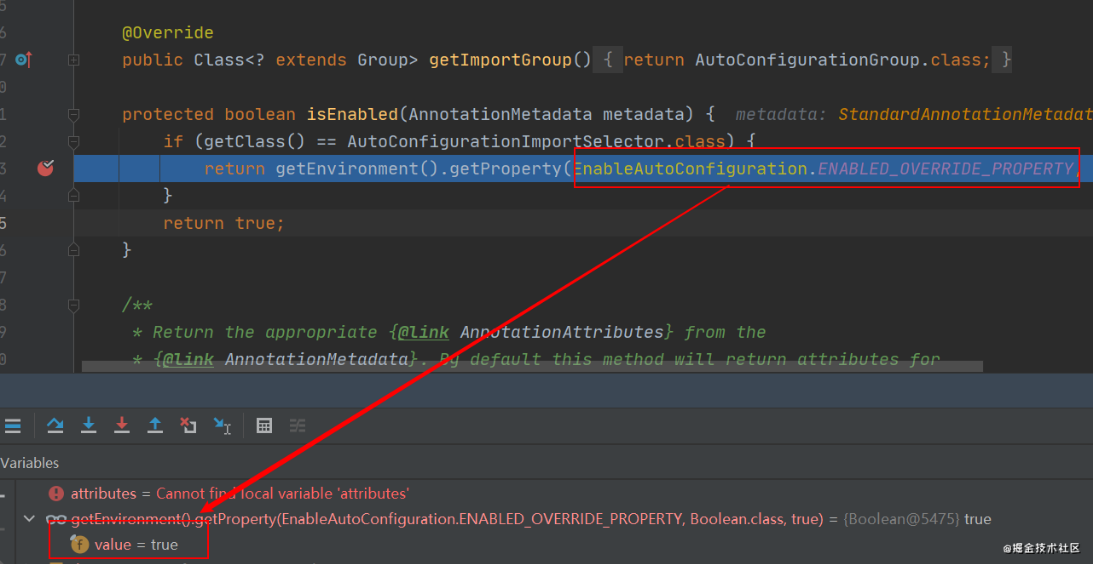 5
6 @Override
7 public Class<? extends Group> getImportGroup() { return AutoConfigurationGroup.class; }
0
1 protected boolean isEnabled(AnnotationMetadata metadata) { metadata: StandardAnnotationMetadat
2 if (getClass() == AutoConfigurationImportSelector.class) {
3 return getEnvironment().getProperty(EnableAutoConfiguration.ENABLED_OVERRIDE_PROPERTY,
4 }
5 return true;
6 }
7
8 /**
9 * Return the appropriate {@link AnnotationAttributes} from the
0 * {@link AnnotationMetadata}. By default this method will return attributes for
Variables
attributes = Cannot find local variable 'attributes'
getEnvironment().getProperty(EnableAutoConfiguration.ENABLED_OVERRIDE_PROPERTY, Boolean.class, true) = {Boolean@5475} true
f value = true
@掘金技术社区